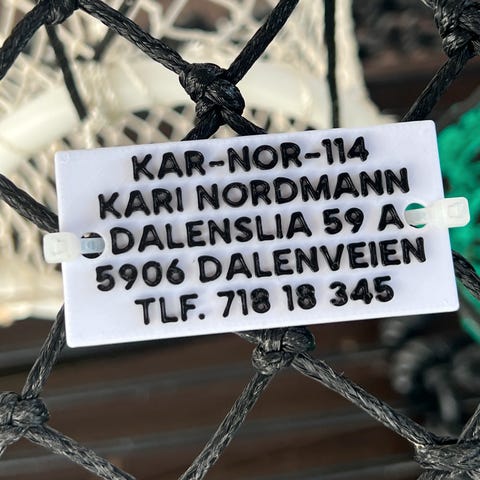 KAR-NOR-114
KARI NORDMANN
DALENSLIA 59 A
5906 DALENVEIEN
TLF. 718 18 345